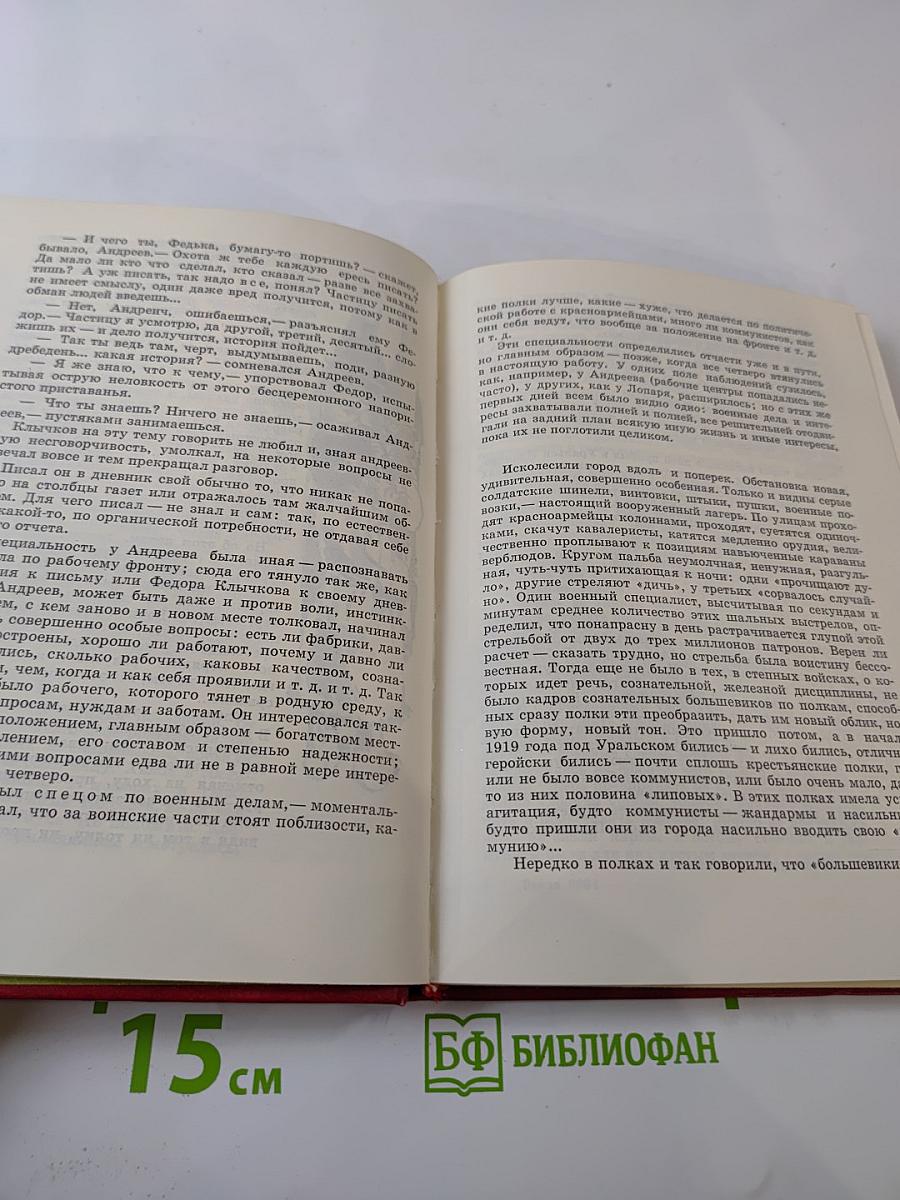 — И чего ты, Федька, бумагу-то портишь? — скажет,
бывало, Андреев.— Охота ж тебе каждую ересь писать?
Да мало ли кто что сделал, кто сказал — разве все захва-
тишь? А уж писать, так надо все, понял? Частицу писать
не имеет смыслу, один даже вред получится, потому как в
обман людей введешь...
— Нет, Андреич, ошибаешься,— разъяснял ему Фе-
дор.— Частицу я усмотрю, да другой, третий, десятый... сло-
жишь их — и дело получится, история пойдет...
— Так ты ведь там, черт, выдумываешь, поди, разную
дребедень... какая история? — сомневался Андреев.
— Я же знаю, что к чему,— упорствовал Федор, испы-
тывая острую неловкость от этого бесцеремонного напори-
стого приставанья.
— Что ты знаешь? Ничего не знаешь,— осаживал Анд-
еев,— пустяками занимаешься.
Клычков на эту тему говорить не любил и, зная андреев-
ую несговорчивость, умолкал, на некоторые вопросы не
вечал вовсе и тем прекращал разговор.
Писал он в дневник свой обычно то, что никак не попа-
о на столбцы газет или отражалось там жалчайшим об-
ем. Для чего писал — не знал и сам: так, по естествен-
какой-то, по органической потребности, не отдавая себе
го отчета.
ециальность у Андреева была иная — распознавать
ла по рабочему фронту; сюда его тянуло так же, как
ия к письму или Федора Клычкова к своему днев-
Андреев, может быть даже и против воли, инстинк-
ем, с кем заново и в новом месте толковал, начинал
ь совершенно особые вопросы: есть ли фабрики, дав-
остроены, хорошо ли работают, почему и давно ли
лись, сколько рабочих, каковы качеством, созна-
и, чем, когда и как себя проявили и т. д. и т. д. Так
было рабочего, которого тянет в родную среду, к
просам, нуждам и заботам. Он интересовался так-
положением, главным образом — богатством мест-
лением, его составом и степенью надежности;
ими вопросами едва ли не в равной мере интере-
четверо.
ыл спецом по военным делам,— моменталь-
ал, что за воинские части стоят поблизости, ка-
кие полки лучше, какие — хуже, что делается по политиче-
ской работе с красноармейцами, много ли коммунистов, как
они себя ведут, что вообще за положение на фронте и т. д.
и т. д.
Эти специальности определились отчасти уже и в пути,
но главным образом — позже, когда все четверо втянулись
в настоящую работу. У одних поле наблюдений сузилось,
как, например, у Андреева (рабочие центры попадались не-
часто), у других, как у Лопаря, расширилось; но с этих же
первых дней всем было видно одно: военные дела и инте-
ресы захватывали полней и полней, все решительней отодви-
гали на задний план всякую иную жизнь и иные интересы,
пока их не поглотили целиком.
Исколесили город вдоль и поперек. Обстановка новая,
удивительная, совершенно особенная. Только и видны серые
солдатские шинели, винтовки, штыки, пушки, военные по-
возки,— настоящий вооруженный лагерь. По улицам прохо-
дят красноармейцы колоннами, проходят, суетятся одиноч-
ками, скачут кавалеристы, катятся медленно орудия, вели-
чественно проплывают к позициям навьюченные караваны
верблюдов. Кругом пальба неумолчная, ненужная, разгуль-
ная, чуть-чуть притихающая к ночи: одни «прочищают ду-
ло», другие стреляют «дичь», у третьих «сорвалось случай-
но». Один военный специалист, высчитывая по секундам и
минутам среднее количество этих шальных выстрелов, оп-
ределил, что понапрасну в день растрачивается глупой этой
стрельбой от двух до трех миллионов патронов. Верен ли
расчет — сказать трудно, но стрельба была воистину бессо-
вестная. Тогда еще не было в тех, в степных войсках, о ко-
торых идет речь, сознательной, железной дисциплины, не
было кадров сознательных большевиков по полкам, способ-
ных сразу полки эти преобразить, дать им новый облик, но
вую форму, новый тон. Это пришло потом, а в начал
1919 года под Уральском бились — и лихо бились, отличн
геройски бились — почти сплошь крестьянские полки, г
или не было вовсе коммунистов, или было очень мало, да
то из них половина «липовых». В этих полках имела ус
агитация, будто коммунисты — жандармы и насильни
будто пришли они из города насильно вводить свою «
мунию»...
Нередко в полках и так говорили, что «большевики
15 см
БФ БИБЛИОФАН